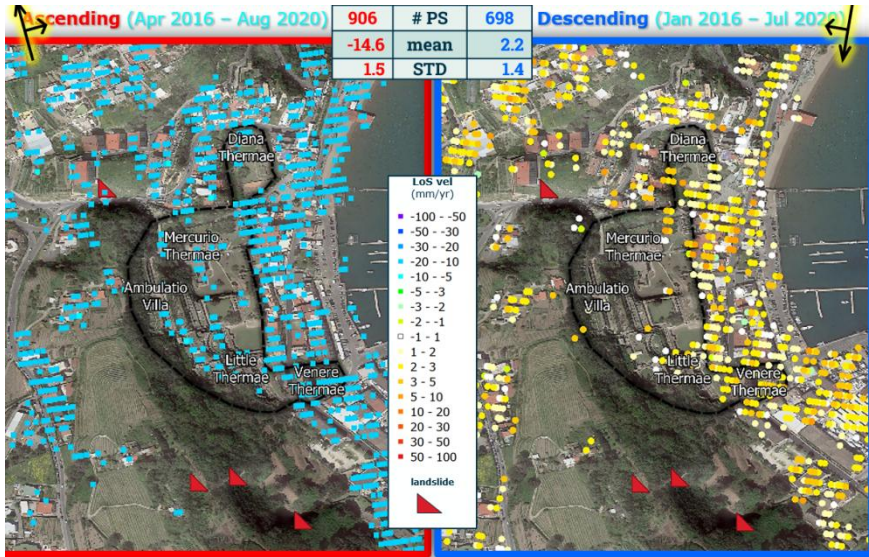 Ascending (Apr 2016 – Aug 2020)
906 # PS 698
-14.6 mean 2.2
1.5 STD 1.4
Descending (Jan 2016 – Jul 2020)
Diana
Thermae
Mercurio
Thermae
Ambulatio
Villa
Little
Thermae
Venere
Thermae
LoS vel
(mm/yr)
-100 - -50
-50 - -30
-30 - -20
-20 - -10
-10 - -5
-5 - -3
-3 - -2
-2 - -1
-1 - 1
1 - 2
2 - 3
3 - 5
5 - 10
10 - 20
20 - 30
30 - 50
50 - 100
landslide
Diana
Thermae
Mercurio
Thermae
Ambulatio
Villa
Little
Thermae
Venere
Thermae